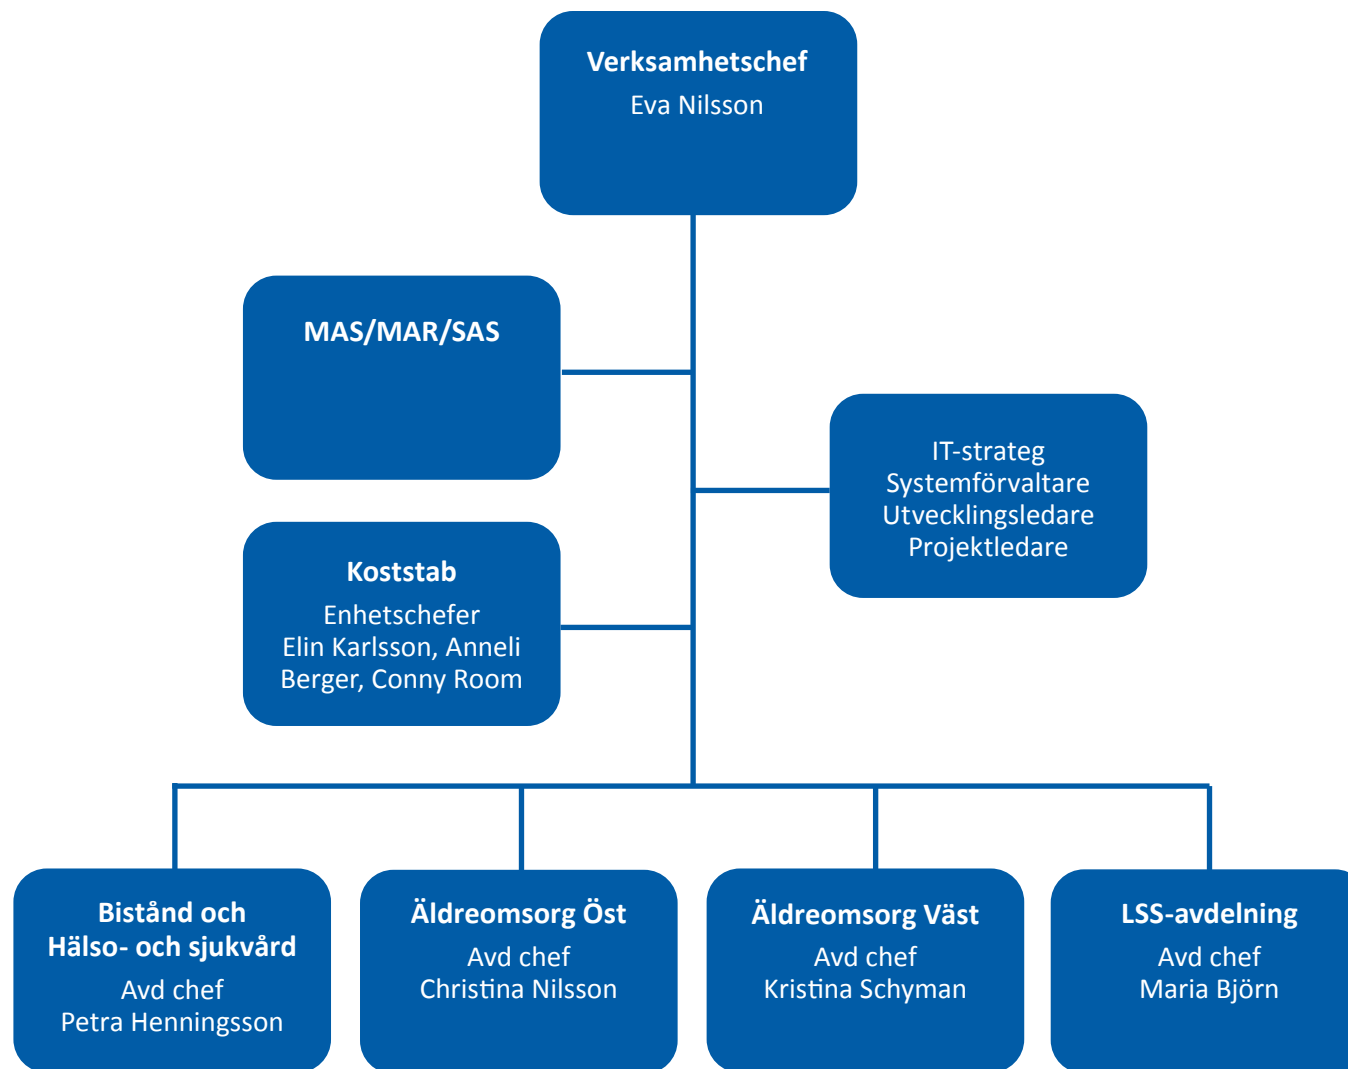 Verksamhetschef
Eva Nilsson
MAS/MAR/SAS
IT-strateg
Systemförvaltare
Utvecklingsledare
Projektledare
Koststab
Enhetschefer
Elin Karlsson, Anneli
Berger, Conny Room
Bistånd och
Hälso- och sjukvård
Avd chef
Petra Henningsson
Äldreomsorg Öst
Avd chef
Christina Nilsson
Äldreomsorg Väst
Avd chef
Kristina Schyman
LSS-avdelning
Avd chef
Maria Björn